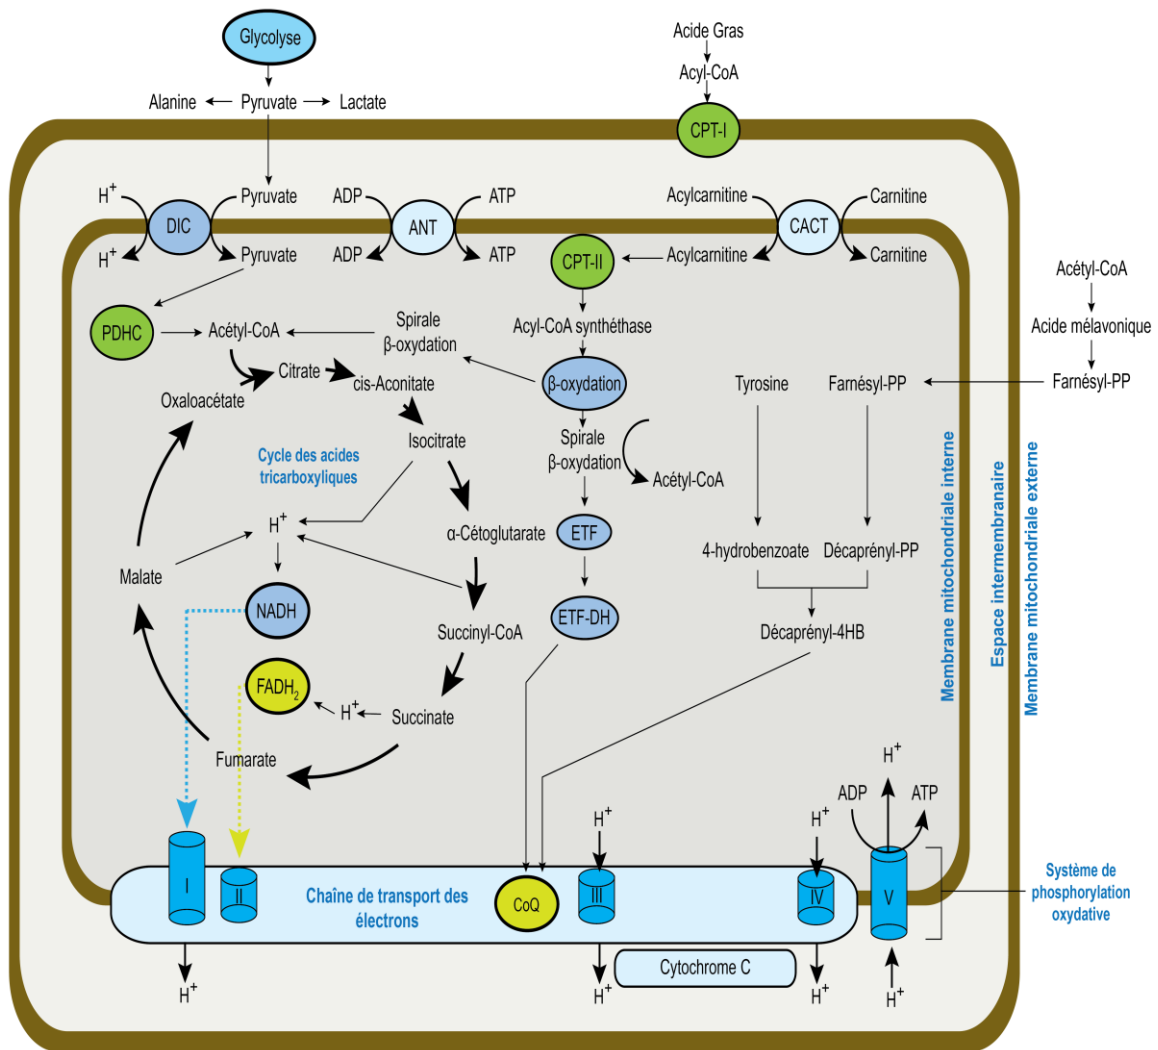 Glycolyse
Acide Gras
Acyl-CoA
Alanine
Pyruvate
Lactate
CPT-I
H+
Pyruvate
ADP
ATP
Acylcarnitine
Carnitine
DIC
ANT
CACT
H+
Pyruvate
ADP
ATP
CPT-II
Acylcarnitine
Carnitine
Acétyl-CoA
PDHC
Acétyl-CoA
Spirale
β-oxydation
Acyl-CoA synthéthase
Acide mélavonique
Citrate
cis-Aconitate
β-oxydation
Tyrosine
Farnésyl-PP
Farnésyl-PP
Oxaloacétate
Isocitrate
Spirale
β-oxydation
Cycle des acides
tricarboxyliques
Acétyl-CoA
H+
α-Cétoglutarate
ETF
4-hydrobenzoate
Décaprényl-PP
Malate
NADH
ETF-DH
Succinyl-CoA
Décaprényl-4HB
FADH2
H+
Succinate
Fumarate
Membrane mitochondriale interne
Espace intermembranaire
Membrane mitochondriale externe
H+
ADP
ATP
H+
H+
I
II
Chaîne de transport des
électrons
CoQ
III
IV
V
Système de
phosphorylation
oxydative
Cytochrome C
H+
H+
H+
H+